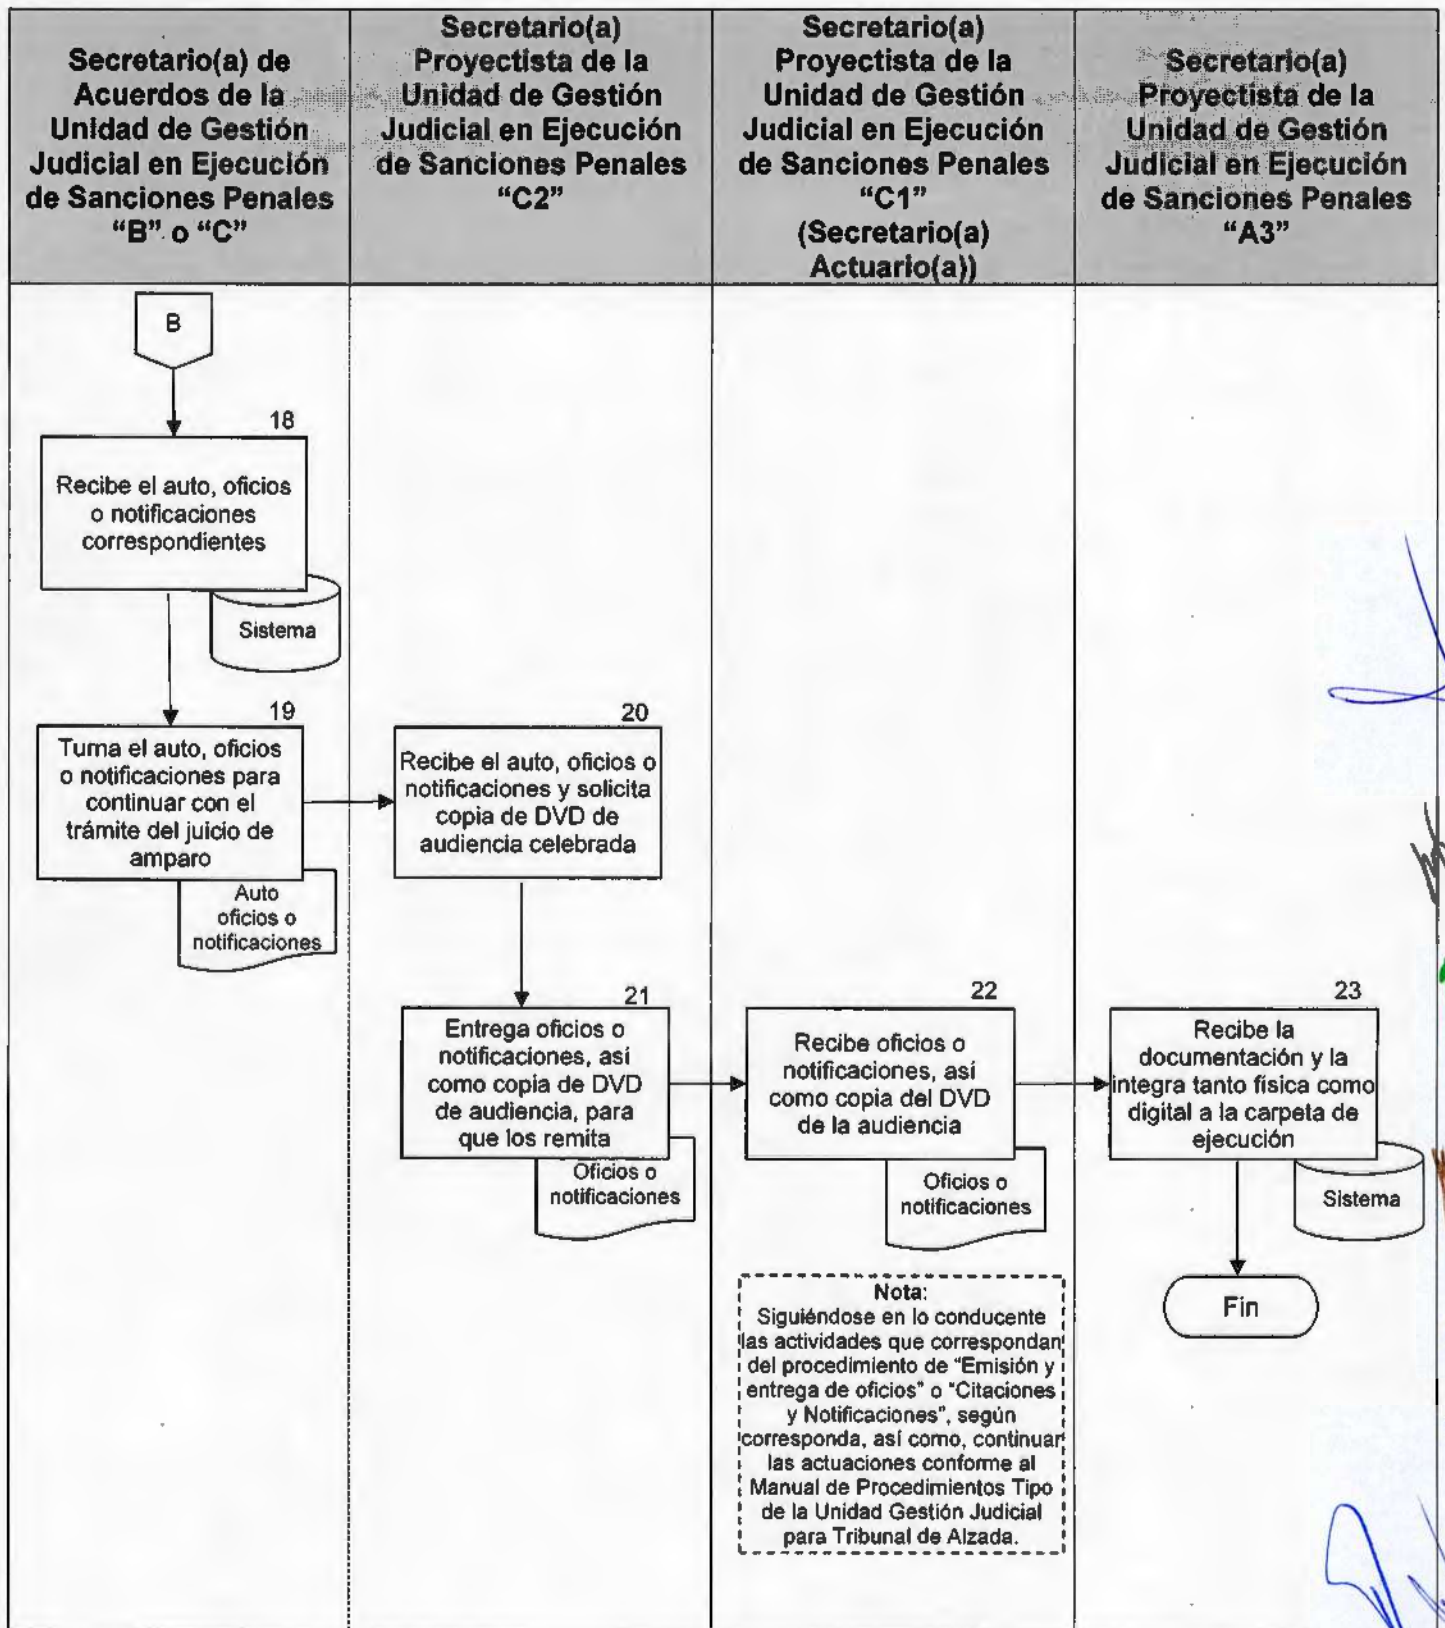 Secretario(a) de
Acuerdos de la
Unidad de Gestión
Judicial en Ejecución
de Sanciones Penales
“B” o “C”
Secretario(a)
Proyectista de la
Unidad de Gestión
Judicial en Ejecución
de Sanciones Penales
“C2”
Secretario(a)
Proyectista de la
Unidad de Gestión
Judicial en Ejecución
de Sanciones Penales
“C1”
(Secretario(a)
Actuario(a))
Secretario(a)
Proyectista de la
Unidad de Gestión
Judicial en Ejecución
de Sanciones Penales
“A3”
B
18
Recibe el auto, oficios
o notificaciones
correspondientes
Sistema
19
Turna el auto, oficios
o notificaciones para
continuar con el
trámite del juicio de
amparo
Auto
oficios o
notificaciones
20
Recibe el auto, oficios o
notificaciones y solicita
copia de DVD de
audiencia celebrada
21
Entrega oficios o
notificaciones, así
como copia de DVD
de audiencia, para
que los remita
Oficios o
notificaciones
22
Recibe oficios o
notificaciones, así
como copia del DVD
de la audiencia
Oficios o
notificaciones
Nota:
Siguiéndose en lo conducente
las actividades que correspondan
del procedimiento de “Emisión y
entrega de oficios” o “Citaciones
y Notificaciones”, según
corresponda, así como, continuar
las actuaciones conforme al
Manual de Procedimientos Tipo
de la Unidad Gestión Judicial
para Tribunal de Alzada.
23
Recibe la
documentación y la
integra tanto física como
digital a la carpeta de
ejecución
Sistema
Fin